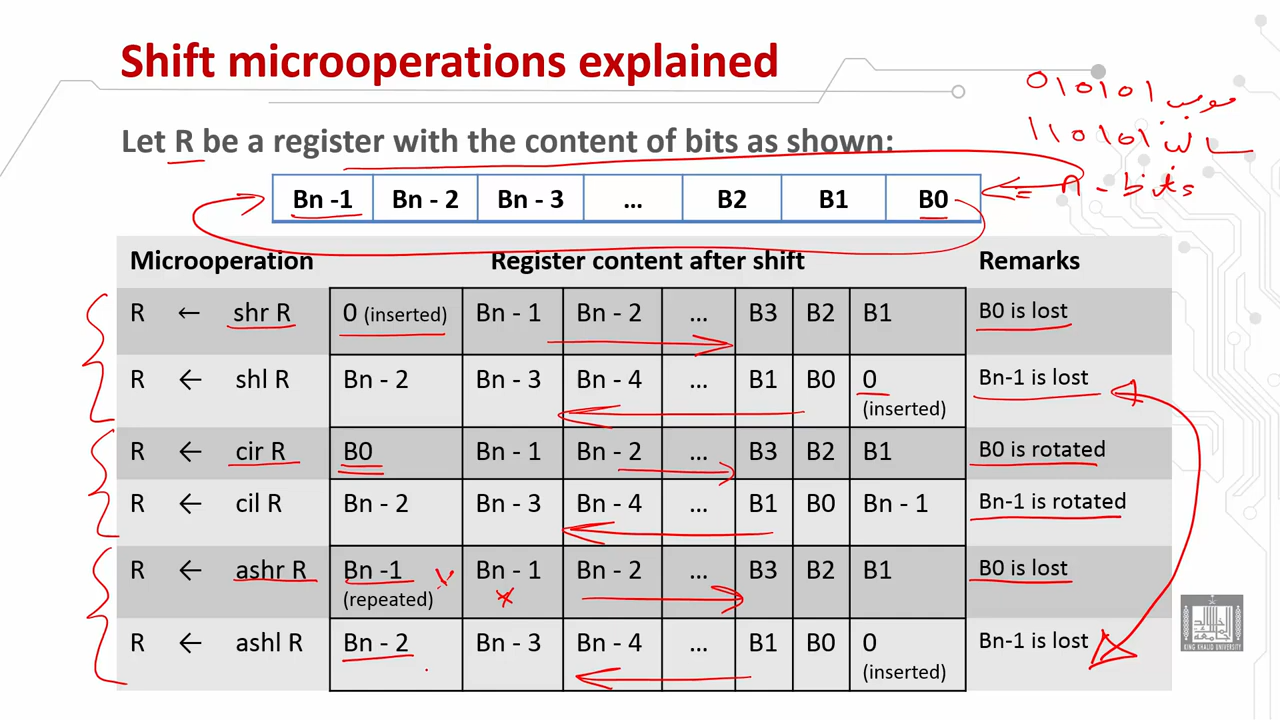 Shift microoperations explained
010101 موجب
Let R be a register with the content of bits as shown:
110101 سالب
Bn -1 Bn - 2 Bn - 3 ... B2 B1 B0
= n - bits
Microoperation Register content after shift Remarks
R ← shr R 0 (inserted) Bn - 1 Bn - 2 ... B3 B2 B1 B0 is lost
R ← shl R Bn - 2 Bn - 3 Bn - 4 ... B1 B0 0 Bn-1 is lost
(inserted)
R ← cir R B0 Bn - 1 Bn - 2 ... B3 B2 B1 B0 is rotated
R ← cil R Bn - 2 Bn - 3 Bn - 4 ... B1 B0 Bn - 1 Bn-1 is rotated
R ← ashr R Bn -1 Bn - 1 Bn - 2 ... B3 B2 B1 B0 is lost
(repeated)
R ← ashl R Bn - 2 Bn - 3 Bn - 4 ... B1 B0 0 Bn-1 is lost
(inserted)
KING KHALID UNIVERSITY